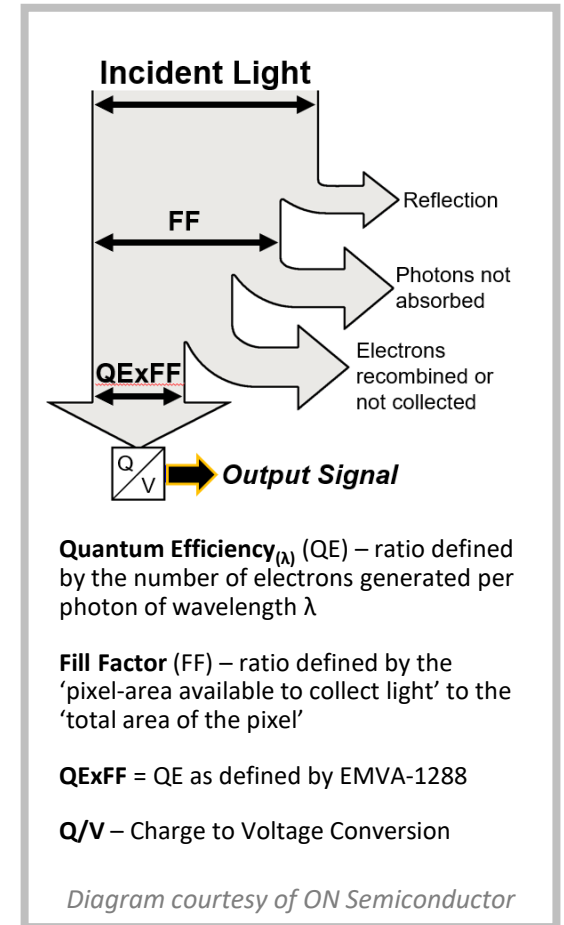 Incident Light
Reflection
FF
Photons not
absorbed
Electrons
recombined or
not collected
QExFF
Q
V
Output Signal
Quantum Efficiency(λ) (QE) – ratio defined
by the number of electrons generated per
photon of wavelength λ
Fill Factor (FF) – ratio defined by the
‘pixel-area available to collect light’ to the
‘total area of the pixel’
QExFF = QE as defined by EMVA-1288
Q/V – Charge to Voltage Conversion
Diagram courtesy of ON Semiconductor